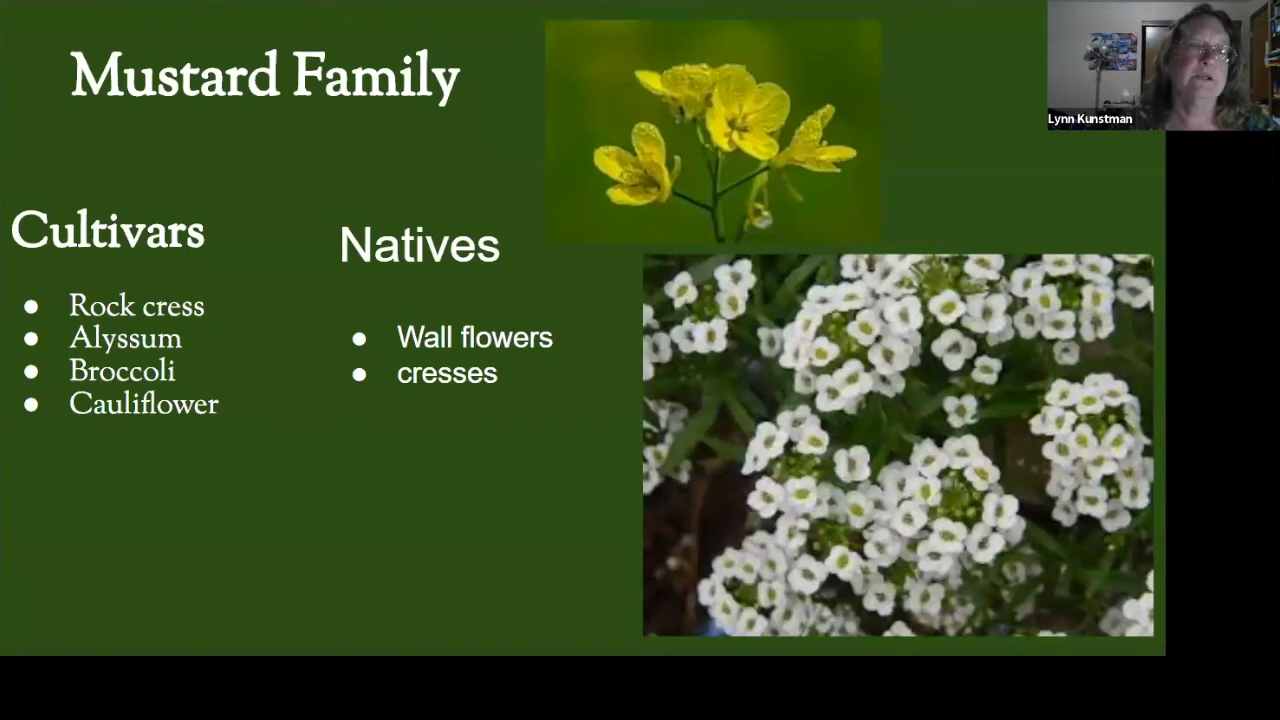 Mustard Family
Lynn Kunstman
Cultivars
Rock cress
Alyssum
Broccoli
Cauliflower
Natives
Wall flowers
cresses